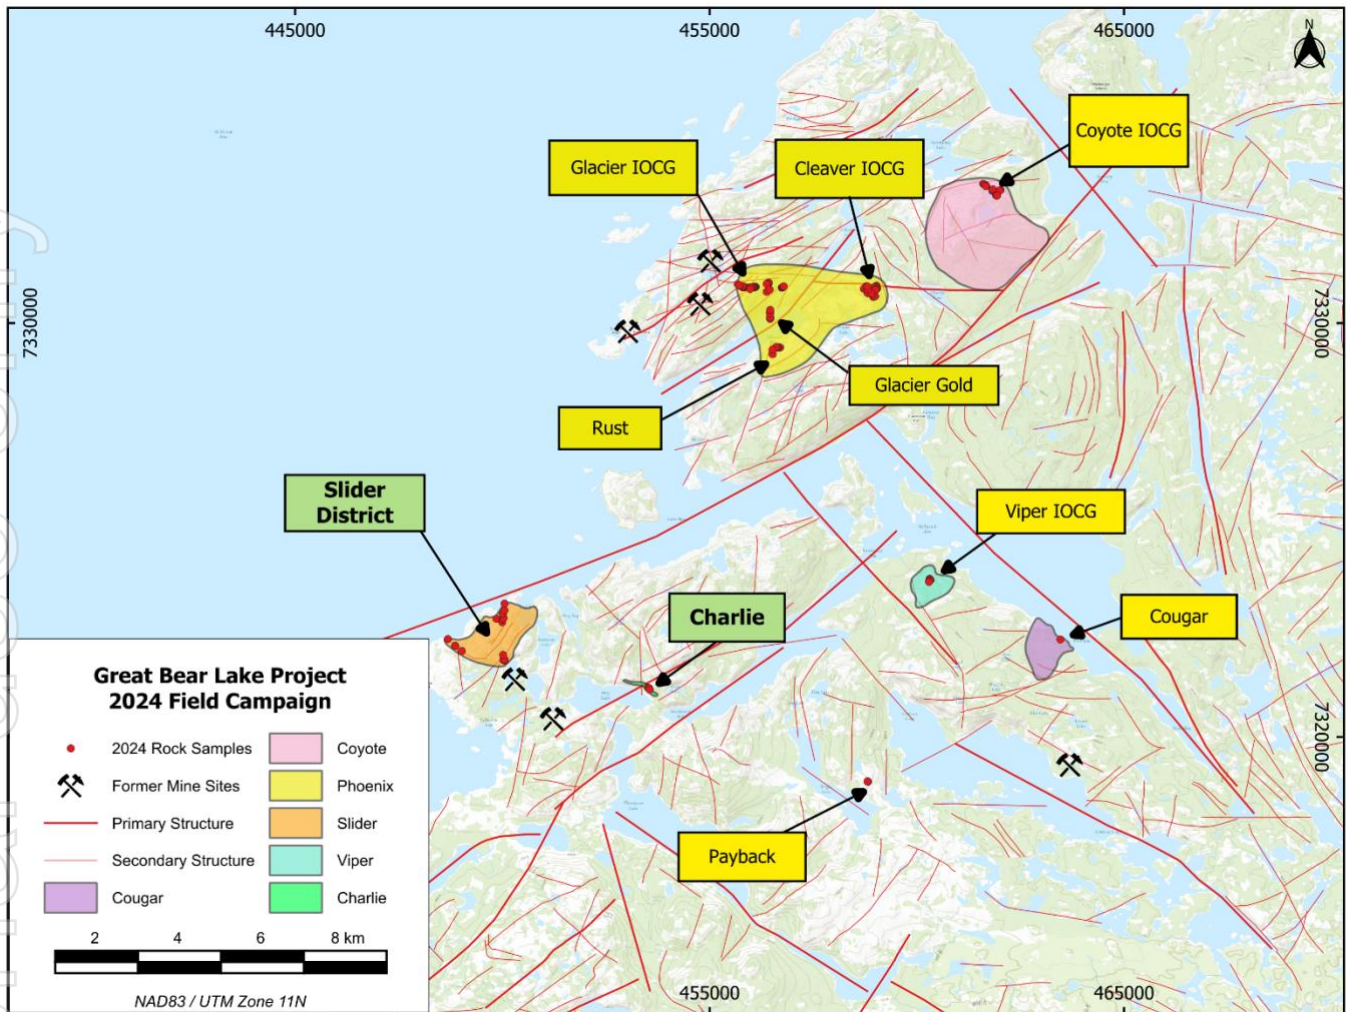 445000
455000
465000
N
Coyote IOCG
Glacier IOCG
Cleaver IOCG
7330000
7330000
Glacier Gold
Rust
Slider
District
Viper IOCG
Charlie
Cougar
7320000
Payback
Great Bear Lake Project
2024 Field Campaign
2024 Rock Samples
Former Mine Sites
Primary Structure
Secondary Structure
Cougar
Coyote
Phoenix
Slider
Viper
Charlie
2 4 6 8 km
NAD83 / UTM Zone 11N
455000
465000